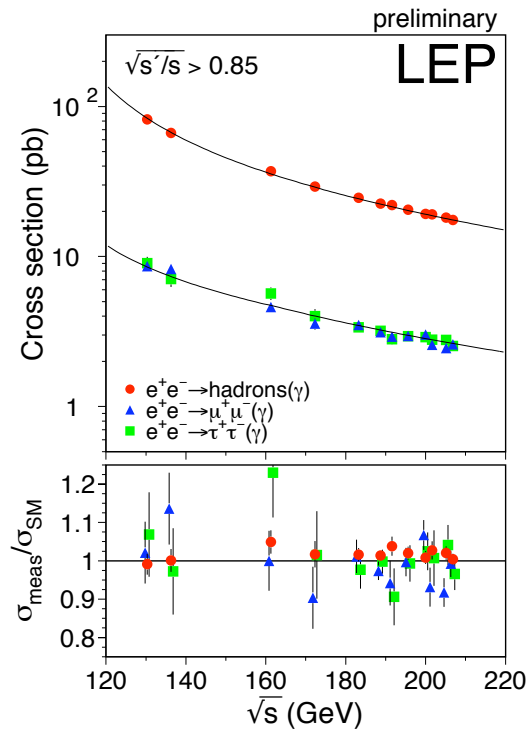 preliminary
√s´/s > 0.85
LEP
Cross section (pb)
10²
10
1
e⁺e⁻→hadrons(γ)
e⁺e⁻→μ⁺μ⁻(γ)
e⁺e⁻→τ⁺τ⁻(γ)
σmeas/σSM
1.2
1.1
1
0.9
0.8
120 140 160 180 200 220
√s (GeV)